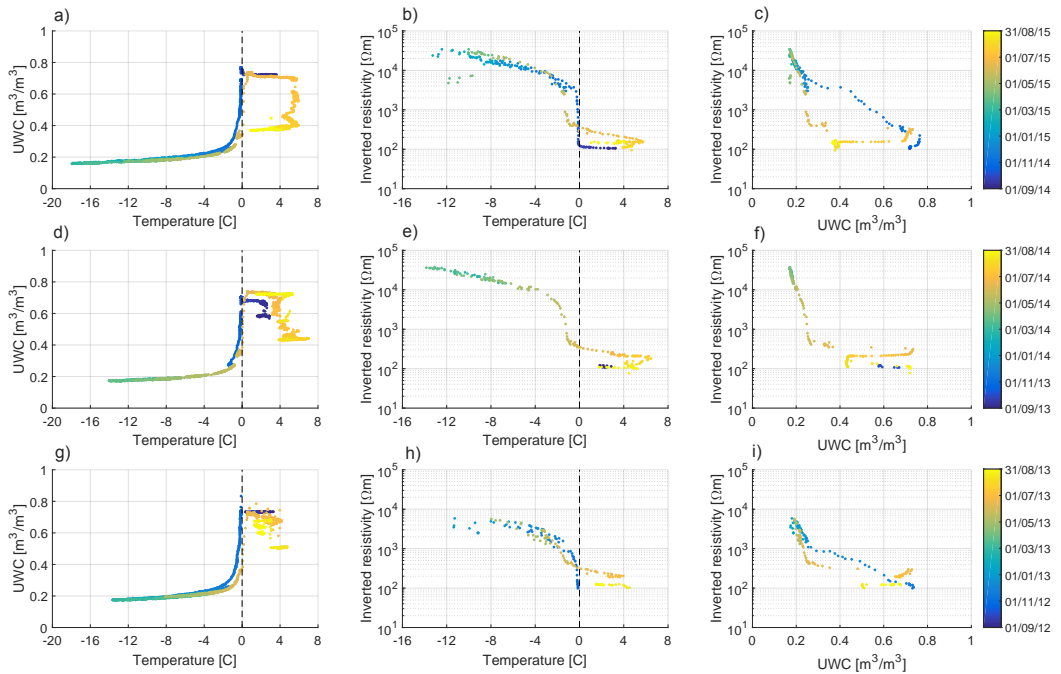 a)
UWC [m³/m³]
1
0.8
0.6
0.4
0.2
0
-20 -16 -12 -8 -4 0 4 8
Temperature [C]
b)
Inverted resistivity [Ωm]
10⁵
10⁴
10³
10²
10¹
-20 -16 -12 -8 -4 0 4 8
Temperature [C]
c)
Inverted resistivity [Ωm]
10⁵
10⁴
10³
10²
10¹
0 0.2 0.4 0.6 0.8 1
UWC [m³/m³]
31/08/15
01/07/15
01/05/15
01/03/15
01/01/15
01/11/14
01/09/14
d)
UWC [m³/m³]
1
0.8
0.6
0.4
0.2
0
-20 -16 -12 -8 -4 0 4 8
Temperature [C]
e)
Inverted resistivity [Ωm]
10⁵
10⁴
10³
10²
10¹
-20 -16 -12 -8 -4 0 4 8
Temperature [C]
f)
Inverted resistivity [Ωm]
10⁵
10⁴
10³
10²
10¹
0 0.2 0.4 0.6 0.8 1
UWC [m³/m³]
31/08/14
01/07/14
01/05/14
01/03/14
01/01/14
01/11/13
01/09/13
g)
UWC [m³/m³]
1
0.8
0.6
0.4
0.2
0
-20 -16 -12 -8 -4 0 4 8
Temperature [C]
h)
Inverted resistivity [Ωm]
10⁵
10⁴
10³
10²
10¹
-20 -16 -12 -8 -4 0 4 8
Temperature [C]
i)
Inverted resistivity [Ωm]
10⁵
10⁴
10³
10²
10¹
0 0.2 0.4 0.6 0.8 1
UWC [m³/m³]
31/08/13
01/07/13
01/05/13
01/03/13
01/01/13
01/11/12
01/09/12